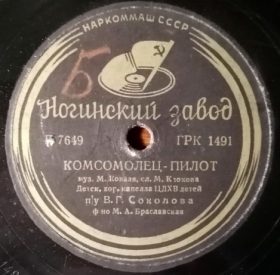 НАРКОММАШ СССР
Б
Ногинский завод
7649 ГРК 1491
КОМСОМОЛЕЦ-ПИЛОТ
муз. М. Коваля, сл. М. Клокова
Детск. хор. капелла ЦДХВ детей
п/у В. Г. Соколова
ф-но М. А. Браславская